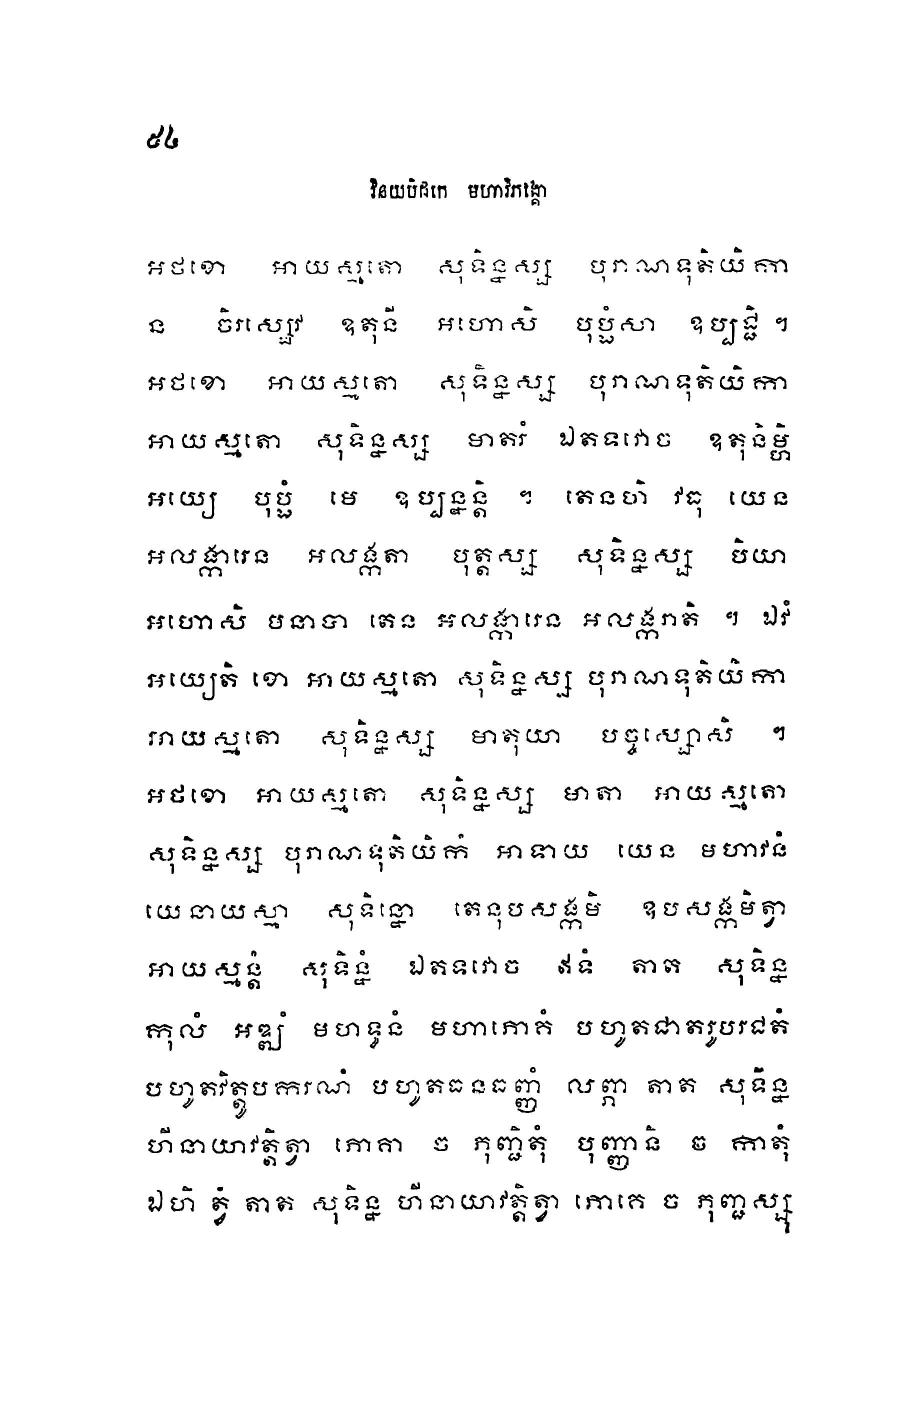 ៥៤
វិនយបិដកេ មហាវិភង្គោ
អថខោ អាយស្មតោ សុទិន្នស្ស បុរាណទុតិយិកា
ន ចិរស្សេវ ឧតុនី អហោសិ បុប្ផំសា ឧប្បជ្ជិ ។
អថខោ អាយស្មតោ សុទិន្នស្ស បុរាណទុតិយិកា
អាយស្មតោ សុទិន្នស្ស មាតរំ ឯតទវោច ឧតុនិម្ហិ
អយ្យេ បុប្ផំ មេ ឧប្បន្នន្តិ ។ តេនហិ វធុ យេន
អលង្ការេន អលង្កតា បុត្តស្ស សុទិន្នស្ស បិយា
អហោសិ មនាបា តេន អលង្ការេន អលង្ករាតិ ។ ឯវំ
អយ្យេតិ ខោ អាយស្មតោ សុទិន្នស្ស បុរាណទុតិយិកា
អាយស្មតោ សុទិន្នស្ស មាតុយា បច្ចស្សោសិ ។
អថខោ អាយស្មតោ សុទិន្នស្ស មាតា អាយស្មតោ
សុទិន្នស្ស បុរាណទុតិយិកំ អាទាយ យេន មហាវនំ
យេនាយស្មា សុទិន្នោ តេនុបសង្កមិ ឧបសង្កមិត្វា
អាយស្មន្តំ សុទិន្នំ ឯតទវោច ឥទំ តាត សុទិន្ន
កុលំ អឌ្ឍំ មហទ្ធនំ មហាភោគំ បហូតជាតរូបរជតំ
បហូតវិត្តូបករណំ បហូតធនធញ្ញំ លព្ភា តាត សុទិន្ន
ហីនាយាវត្តិត្វា ភោគា ច ភុញ្ជិតុំ បុញ្ញានិ ច កាតុំ
ឯហិ ត្វំ តាត សុទិន្ន ហីនាយាវត្តិត្វា ភោគេ ច ភុញ្ជស្សុ